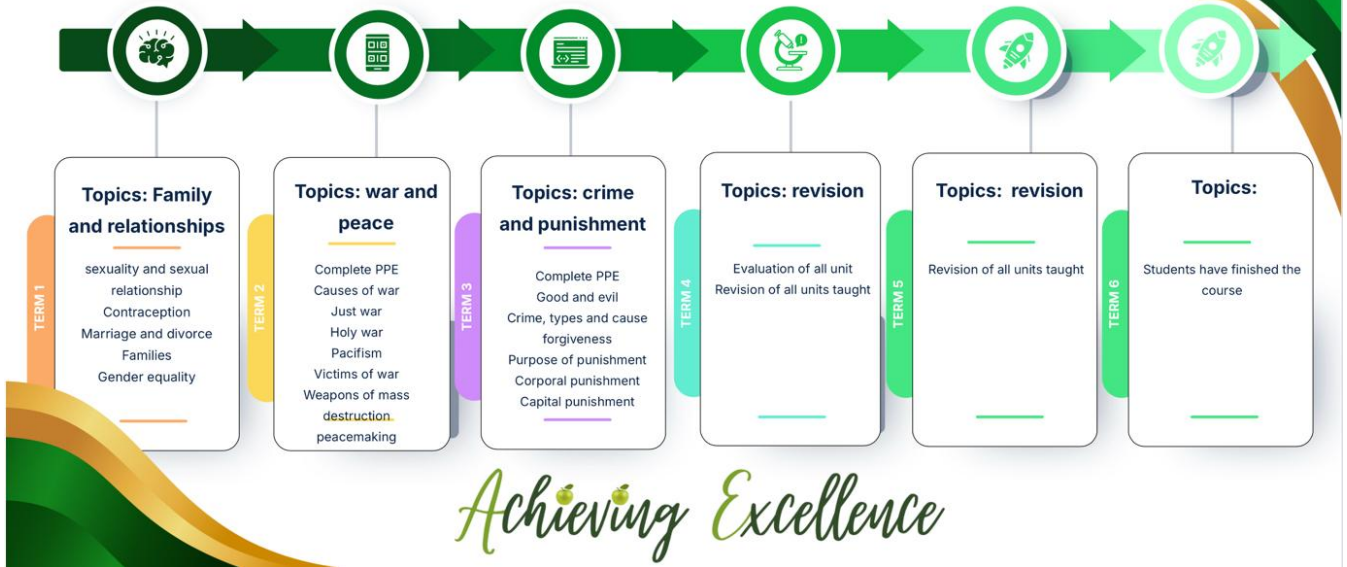 TERM 1
Topics: Family
and relationships
sexuality and sexual
relationship
Contraception
Marriage and divorce
Families
Gender equality
TERM 2
Topics: war and
peace
Complete PPE
Causes of war
Just war
Holy war
Pacifism
Victims of war
Weapons of mass
destruction
peacemaking
TERM 3
Topics: crime
and punishment
Complete PPE
Good and evil
Crime, types and cause
forgiveness
Purpose of punishment
Corporal punishment
Capital punishment
TERM 4
Topics: revision
Evaluation of all unit
Revision of all units taught
TERM 5
Topics: revision
Revision of all units taught
TERM 6
Topics:
Students have finished the
course
Achieving Excellence